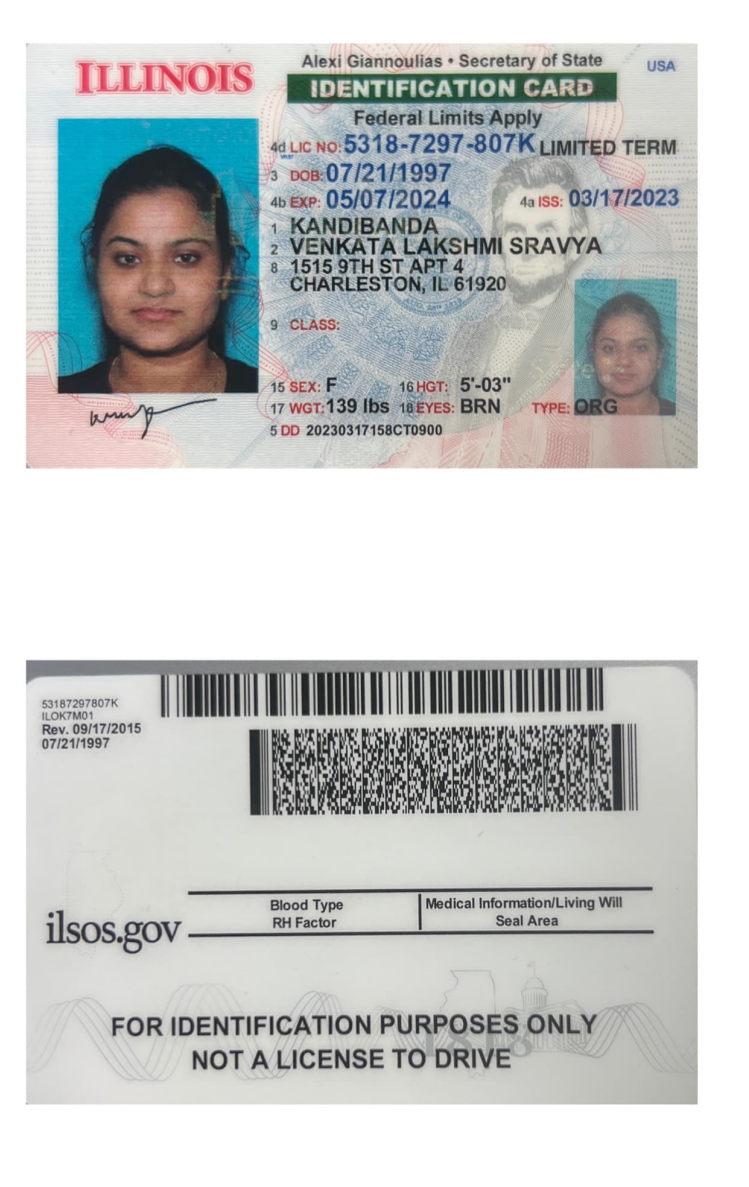 ILLINOIS
Alexi Giannoulias • Secretary of State
USA
IDENTIFICATION CARD
Federal Limits Apply
4d LIC NO: 5318-7297-807K LIMITED TERM
3 DOB: 07/21/1997
4b EXP: 05/07/2024 4a ISS: 03/17/2023
1 KANDIBANDA
2 VENKATA LAKSHMI SRAVYA
8 1515 9TH ST APT 4
CHARLESTON, IL 61920
9 CLASS:
15 SEX: F 16 HGT: 5'-03"
17 WGT: 139 lbs 18 EYES: BRN TYPE: ORG
5 DD 20230317158CT0900
53187297807K
ILOK7M01
Rev. 09/17/2015
07/21/1997
ilsos.gov
Blood Type
RH Factor
Medical Information/Living Will
Seal Area
FOR IDENTIFICATION PURPOSES ONLY
NOT A LICENSE TO DRIVE
1818